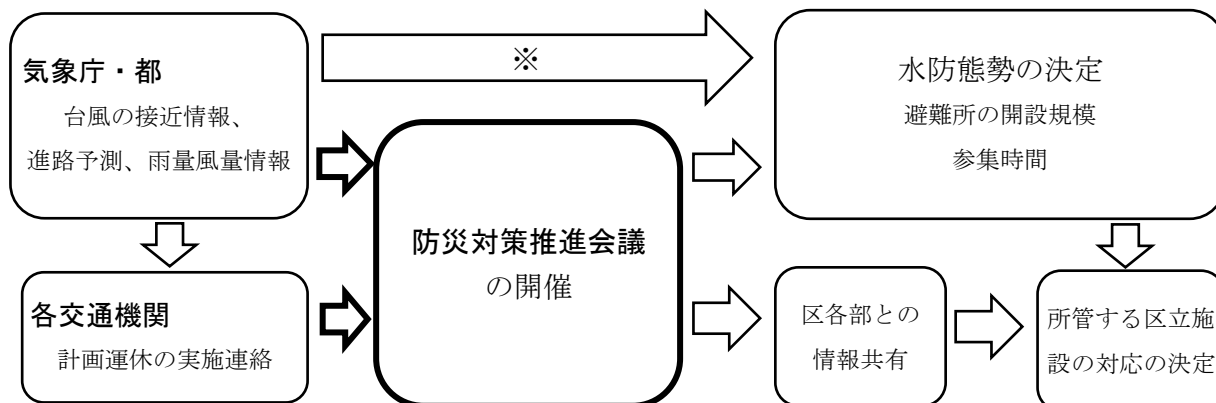 気象庁・都
台風の接近情報、
進路予測、雨量風量情報
※
水防態勢の決定
避難所の開設規模
参集時間
防災対策推進会議
の開催
各交通機関
計画運休の実施連絡
区各部との
情報共有
所管する区立施
設の対応の決定